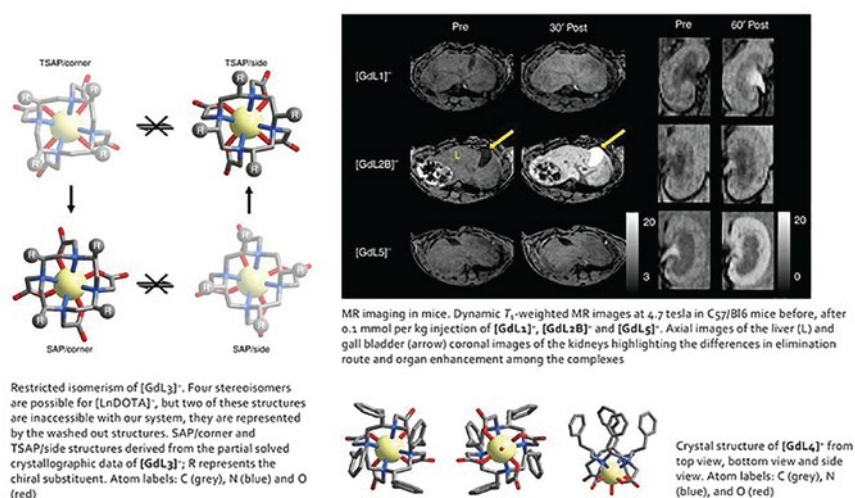 TSAP/corner
TSAP/side
R
R
R
R
R
R
R
R
SAP/corner
SAP/side
R
R
R
R
R
R
R
R
Restricted isomerism of [GdL3]-. Four stereoisomers
are possible for [LnDOTA]-, but two of these structures
are inaccessible with our system, they are represented
by the washed out structures. SAP/corner and
TSAP/side structures derived from the partial solved
crystallographic data of [GdL3]-; R represents the
chiral substituent. Atom labels: C (grey), N (blue) and O
(red)
Pre
30' Post
Pre
60' Post
[GdL1]-
[GdL2B]-
L
[GdL5]-
20
3
20
0
MR imaging in mice. Dynamic T1-weighted MR images at 4.7 tesla in C57/Bl6 mice before, after
0.1 mmol per kg injection of [GdL1]-, [GdL2B]- and [GdL5]-. Axial images of the liver (L) and
gall bladder (arrow) coronal images of the kidneys highlighting the differences in elimination
route and organ enhancement among the complexes
Crystal structure of [GdL4]- from
top view, bottom view and side
view. Atom labels: C (grey), N
(blue), and O (red)